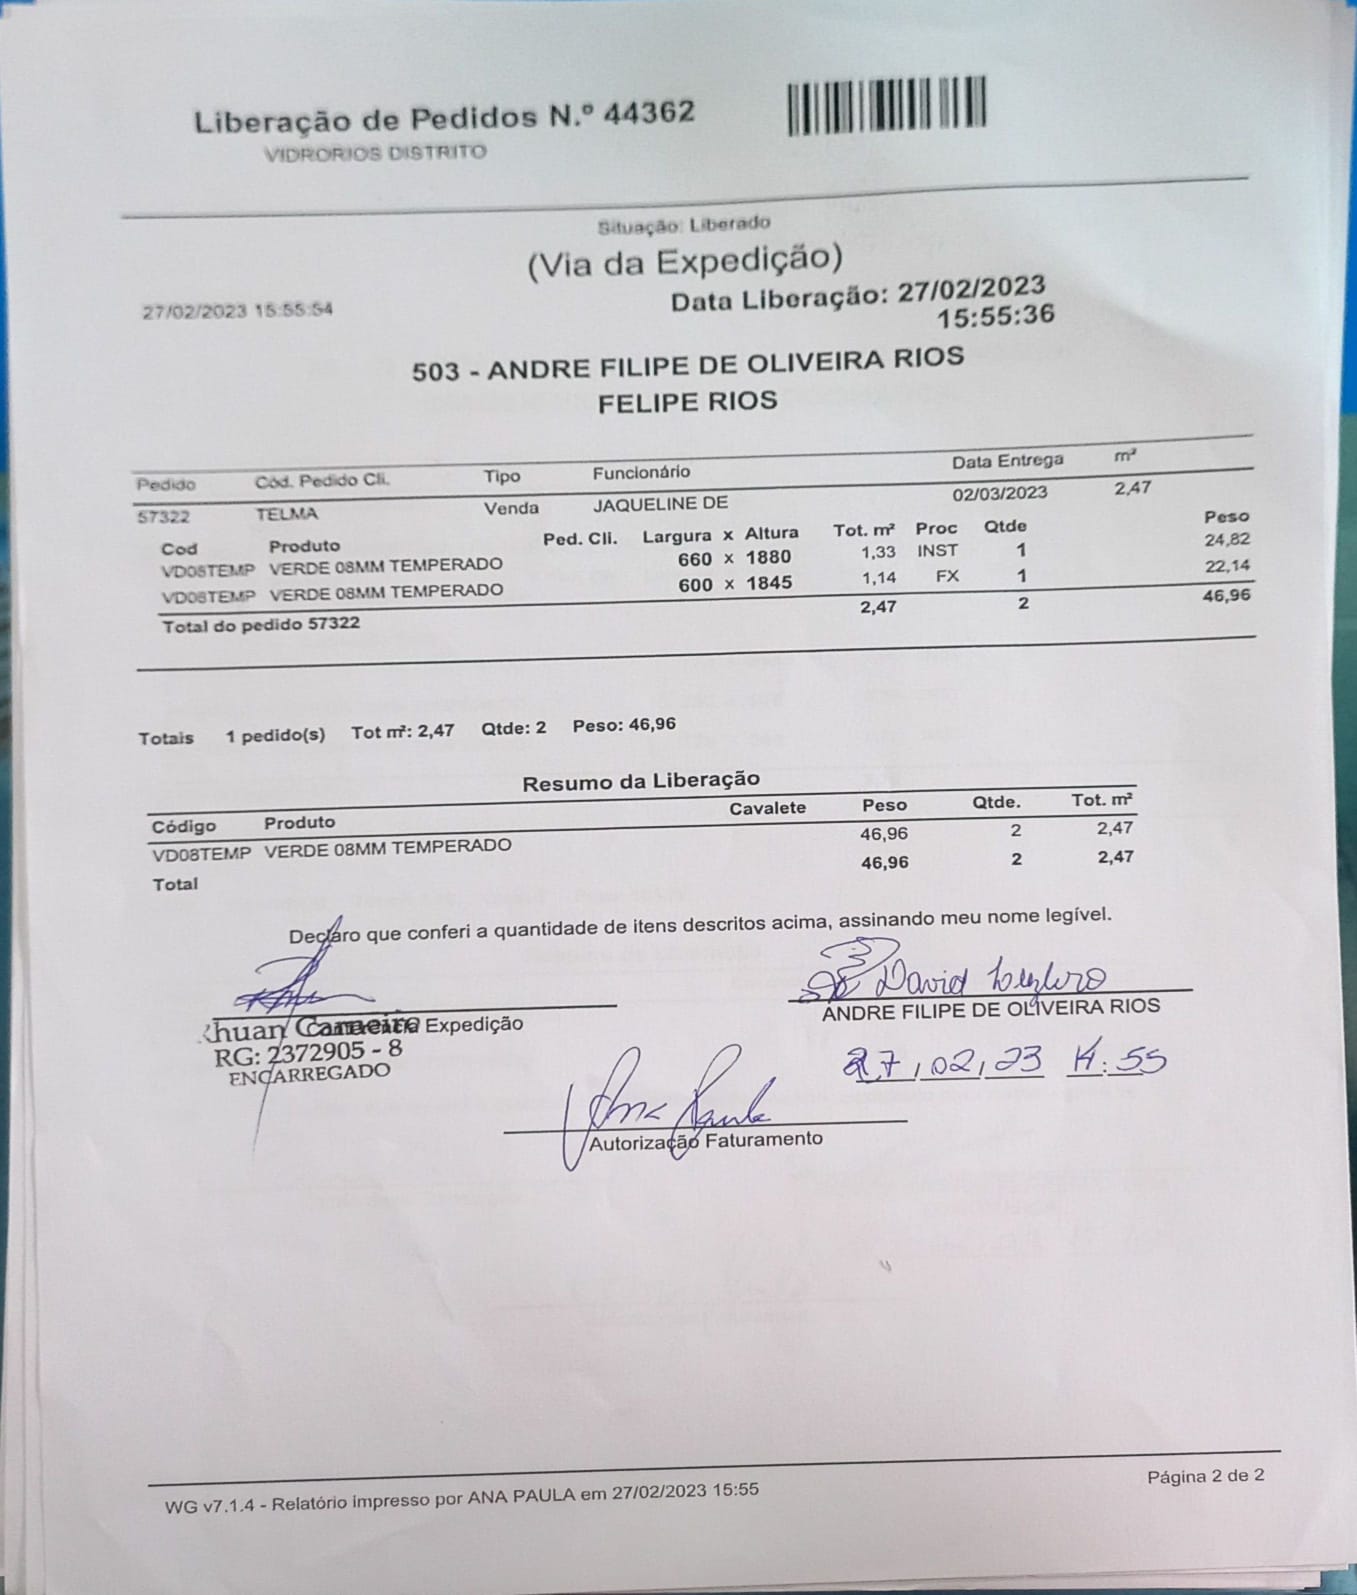 Liberação de Pedidos N.º 44362
VIDRORIOS DISTRITO
Situação: Liberado
(Via da Expedição)
27/02/2023 15:55:54
Data Liberação: 27/02/2023
15:55:36
503 - ANDRE FILIPE DE OLIVEIRA RIOS
FELIPE RIOS
Pedido Cód. Pedido Cli. Tipo Funcionário Data Entrega m²
57322 TELMA Venda JAQUELINE DE 02/03/2023 2,47
Cod Produto Ped. Cli. Largura x Altura Tot. m² Proc Qtde Peso
VD08TEMP VERDE 08MM TEMPERADO 660 x 1880 1,33 INST 1 24,82
VD08TEMP VERDE 08MM TEMPERADO 600 x 1845 1,14 FX 1 22,14
Total do pedido 57322 2,47 2 46,96
Totais 1 pedido(s) Tot m²: 2,47 Qtde: 2 Peso: 46,96
Resumo da Liberação
Código Produto Cavalete Peso Qtde. Tot. m²
VD08TEMP VERDE 08MM TEMPERADO 46,96 2 2,47
Total 46,96 2 2,47
Declaro que conferi a quantidade de itens descritos acima, assinando meu nome legível.
David
Expedição
ANDRE FILIPE DE OLIVEIRA RIOS
Rhuan Carneiro
RG: 2372905 - 8
ENCARREGADO
27/02/23 :55
Ana Paula
Autorização Faturamento
WG v7.1.4 - Relatório impresso por ANA PAULA em 27/02/2023 15:55
Página 2 de 2